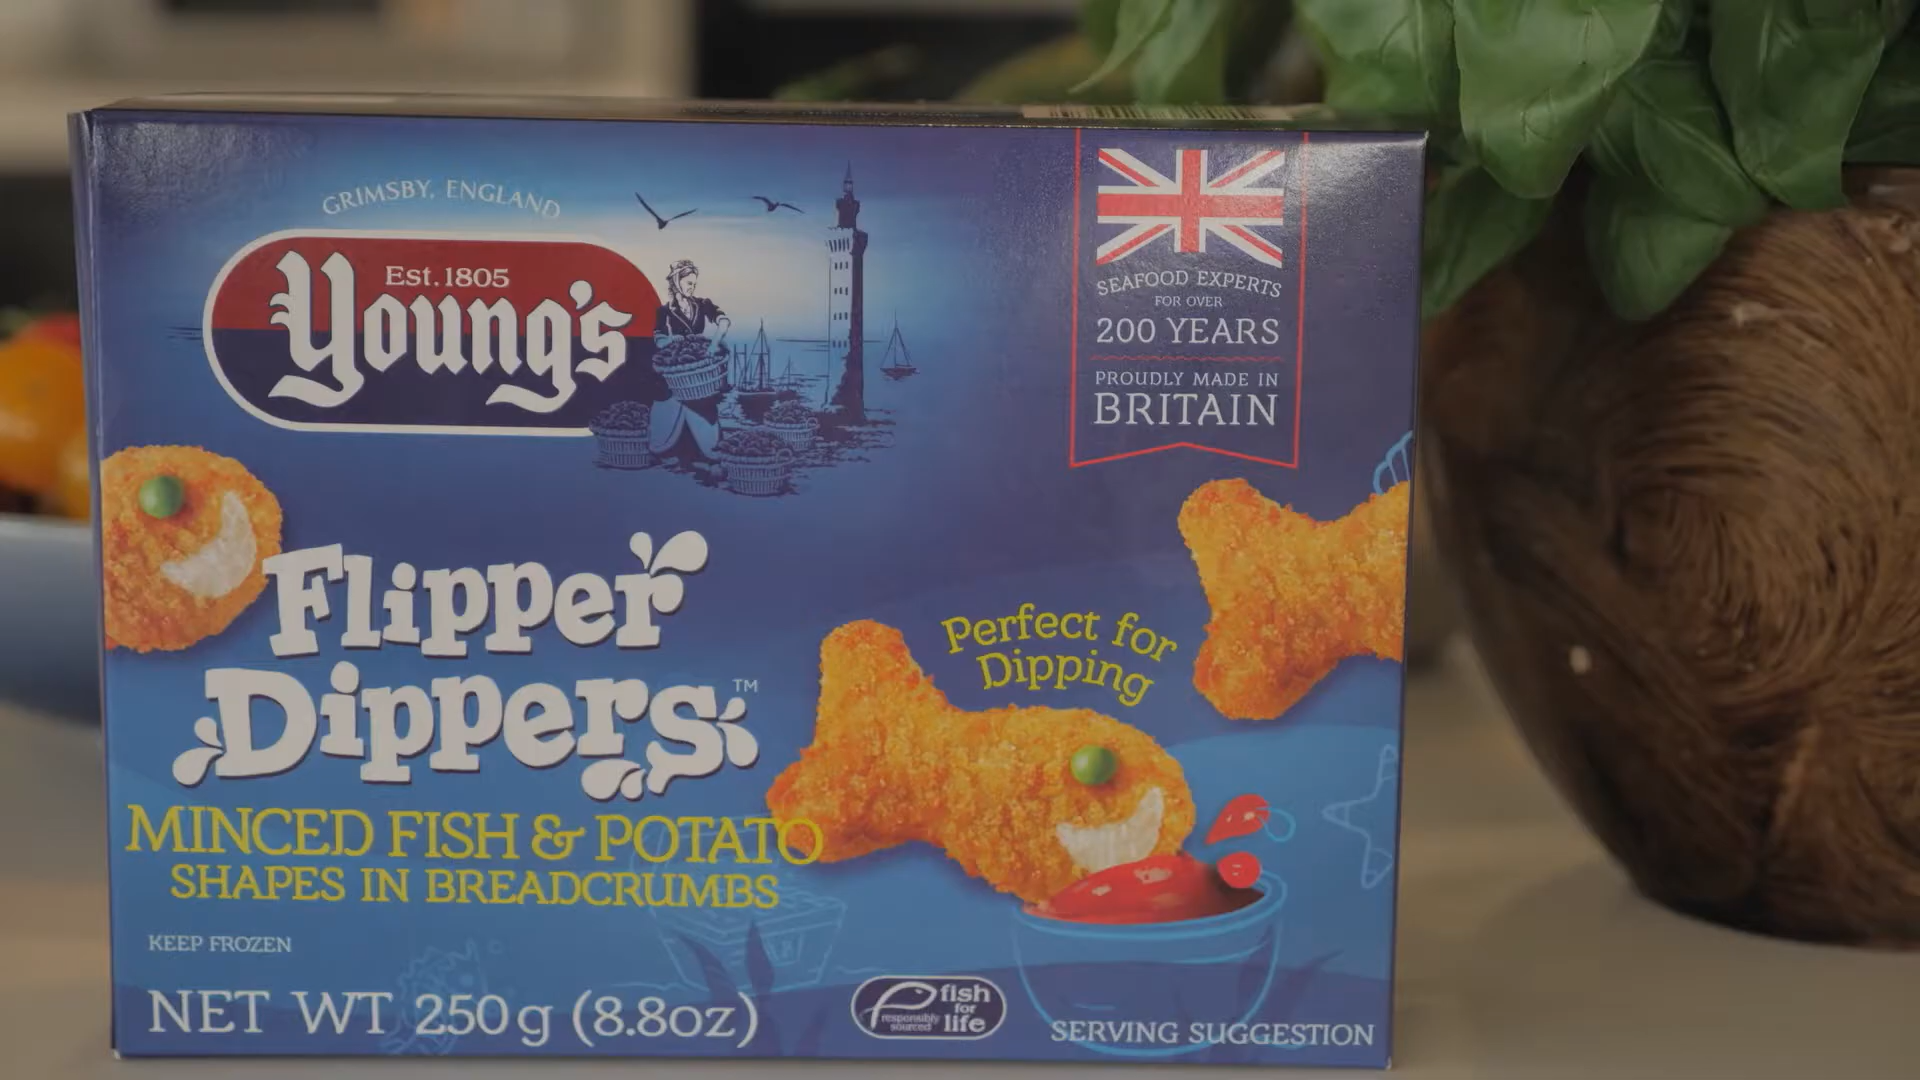 GRIMSBY, ENGLAND
Est. 1805
Young's
SEAFOOD EXPERTS
FOR OVER
200 YEARS
PROUDLY MADE IN
BRITAIN
Flipper
Dippers™
Perfect for
Dipping
MINCED FISH & POTATO
SHAPES IN BREADCRUMBS
KEEP FROZEN
NET WT 250g (8.8oz)
fish
for
life
responsibly
sourced
SERVING SUGGESTION